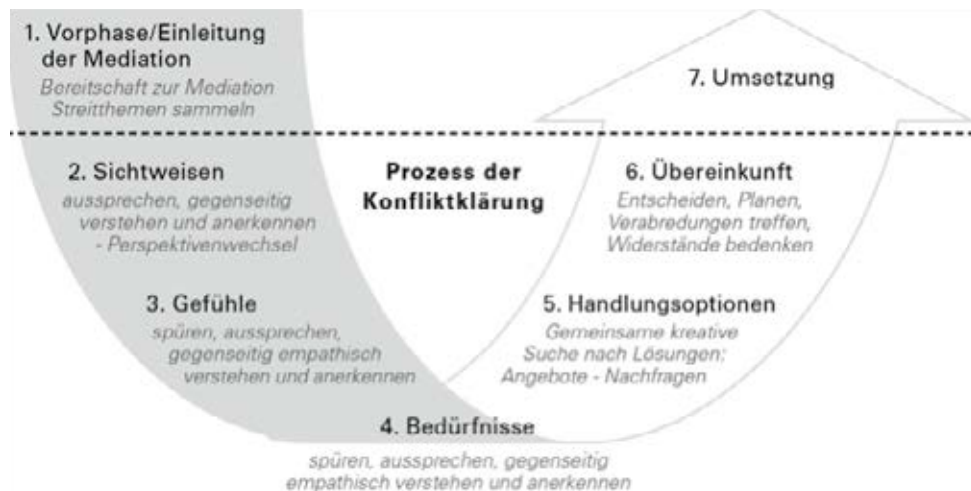 1. Vorphase/Einleitung
der Mediation
Bereitschaft zur Mediation
Streitthemen sammeln
2. Sichtweisen
aussprechen, gegenseitig
verstehen und anerkennen
- Perspektivenwechsel
3. Gefühle
spüren, aussprechen,
gegenseitig empathisch
verstehen und anerkennen
4. Bedürfnisse
spüren, aussprechen, gegenseitig
empathisch verstehen und anerkennen
Prozess der
Konfliktklärung
5. Handlungsoptionen
Gemeinsame kreative
Suche nach Lösungen;
Angebote - Nachfragen
6. Übereinkunft
Entscheiden, Planen,
Verabredungen treffen,
Widerstände bedenken
7. Umsetzung